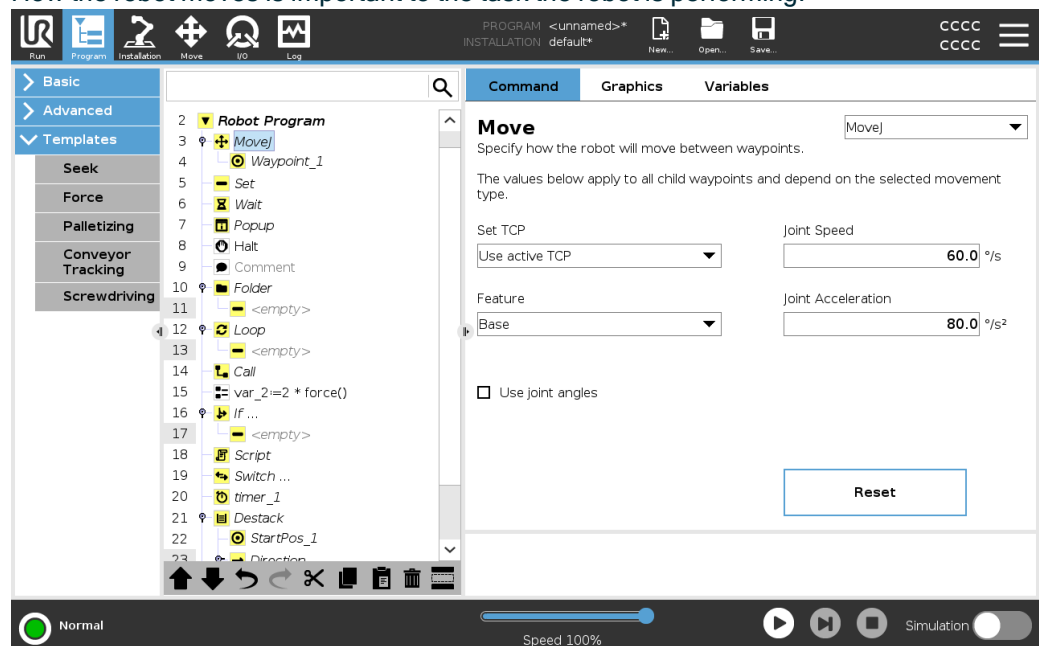 How the robot moves is important to the task the robot is performing.
UR
Run
Program
Installation
Move
I/O
Log
PROGRAM <unnamed>*
INSTALLATION default*
New...
Open...
Save...
CCCC
CCCC
Basic
Advanced
Templates
Seek
Force
Palletizing
Conveyor
Tracking
Screwdriving
2 Robot Program
3 MoveJ
4 Waypoint_1
5 Set
6 Wait
7 Popup
8 Halt
9 Comment
10 Folder
11 <empty>
12 Loop
13 <empty>
14 Call
15 var_2:=2 * force()
16 If ...
17 <empty>
18 Script
19 Switch ...
20 timer_1
21 Destack
22 StartPos_1
23 Direction
Command Graphics Variables
Move
MoveJ
Specify how the robot will move between waypoints.
The values below apply to all child waypoints and depend on the selected movement
type.
Set TCP
Joint Speed
Use active TCP
60.0 °/s
Feature
Joint Acceleration
Base
80.0 °/s²
Use joint angles
Reset
Normal
Speed 100%
Simulation